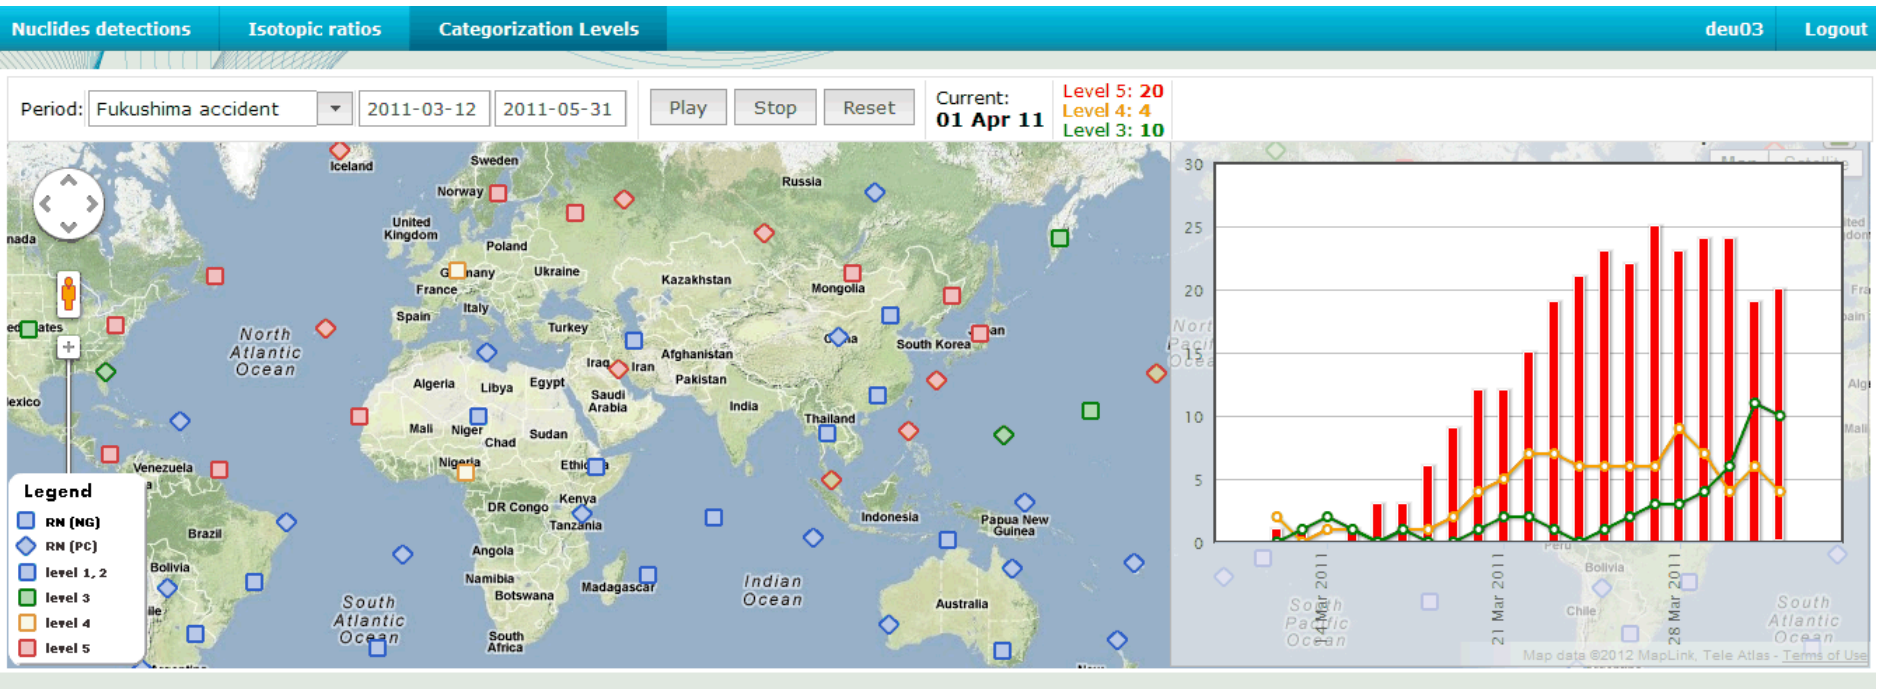 Nuclides detections Isotopic ratios Categorization Levels deu03 Logout
Period: Fukushima accident 2011-03-12 2011-05-31 Play Stop Reset
Current:
01 Apr 11
Level 5: 20
Level 4: 4
Level 3: 10
Iceland
Sweden
Norway
Russia
United
Kingdom
Poland
Ukraine
France
Kazakhstan
Mongolia
Italy
Spain
Turkey
South Korea
Afghanistan
Iraq
Iran
Pakistan
North
Atlantic
Ocean
Algeria
Libya
Egypt
Saudi
Arabia
India
Thailand
Mali
Niger
Chad
Sudan
Nigeria
Venezuela
Kenya
DR Congo
Tanzania
Indonesia
Papua New
Guinea
Brazil
Angola
Bolivia
Namibia
Botswana
Madagascar
Indian
Ocean
Australia
South
Atlantic
Ocean
South
Africa
Legend
RN (NG)
RN (PC)
level 1, 2
level 3
level 4
level 5
30
25
20
15
10
5
0
14 Mar 2011
21 Mar 2011
28 Mar 2011
Peru
Bolivia
Chile
South
Pacific
Ocean
South
Atlantic
Ocean
Map data ©2012 MapLink, Tele Atlas - Terms of Use